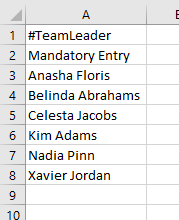 A
1 #TeamLeader
2 Mandatory Entry
3 Anasha Floris
4 Belinda Abrahams
5 Celesta Jacobs
6 Kim Adams
7 Nadia Pinn
8 Xavier Jordan
9
10